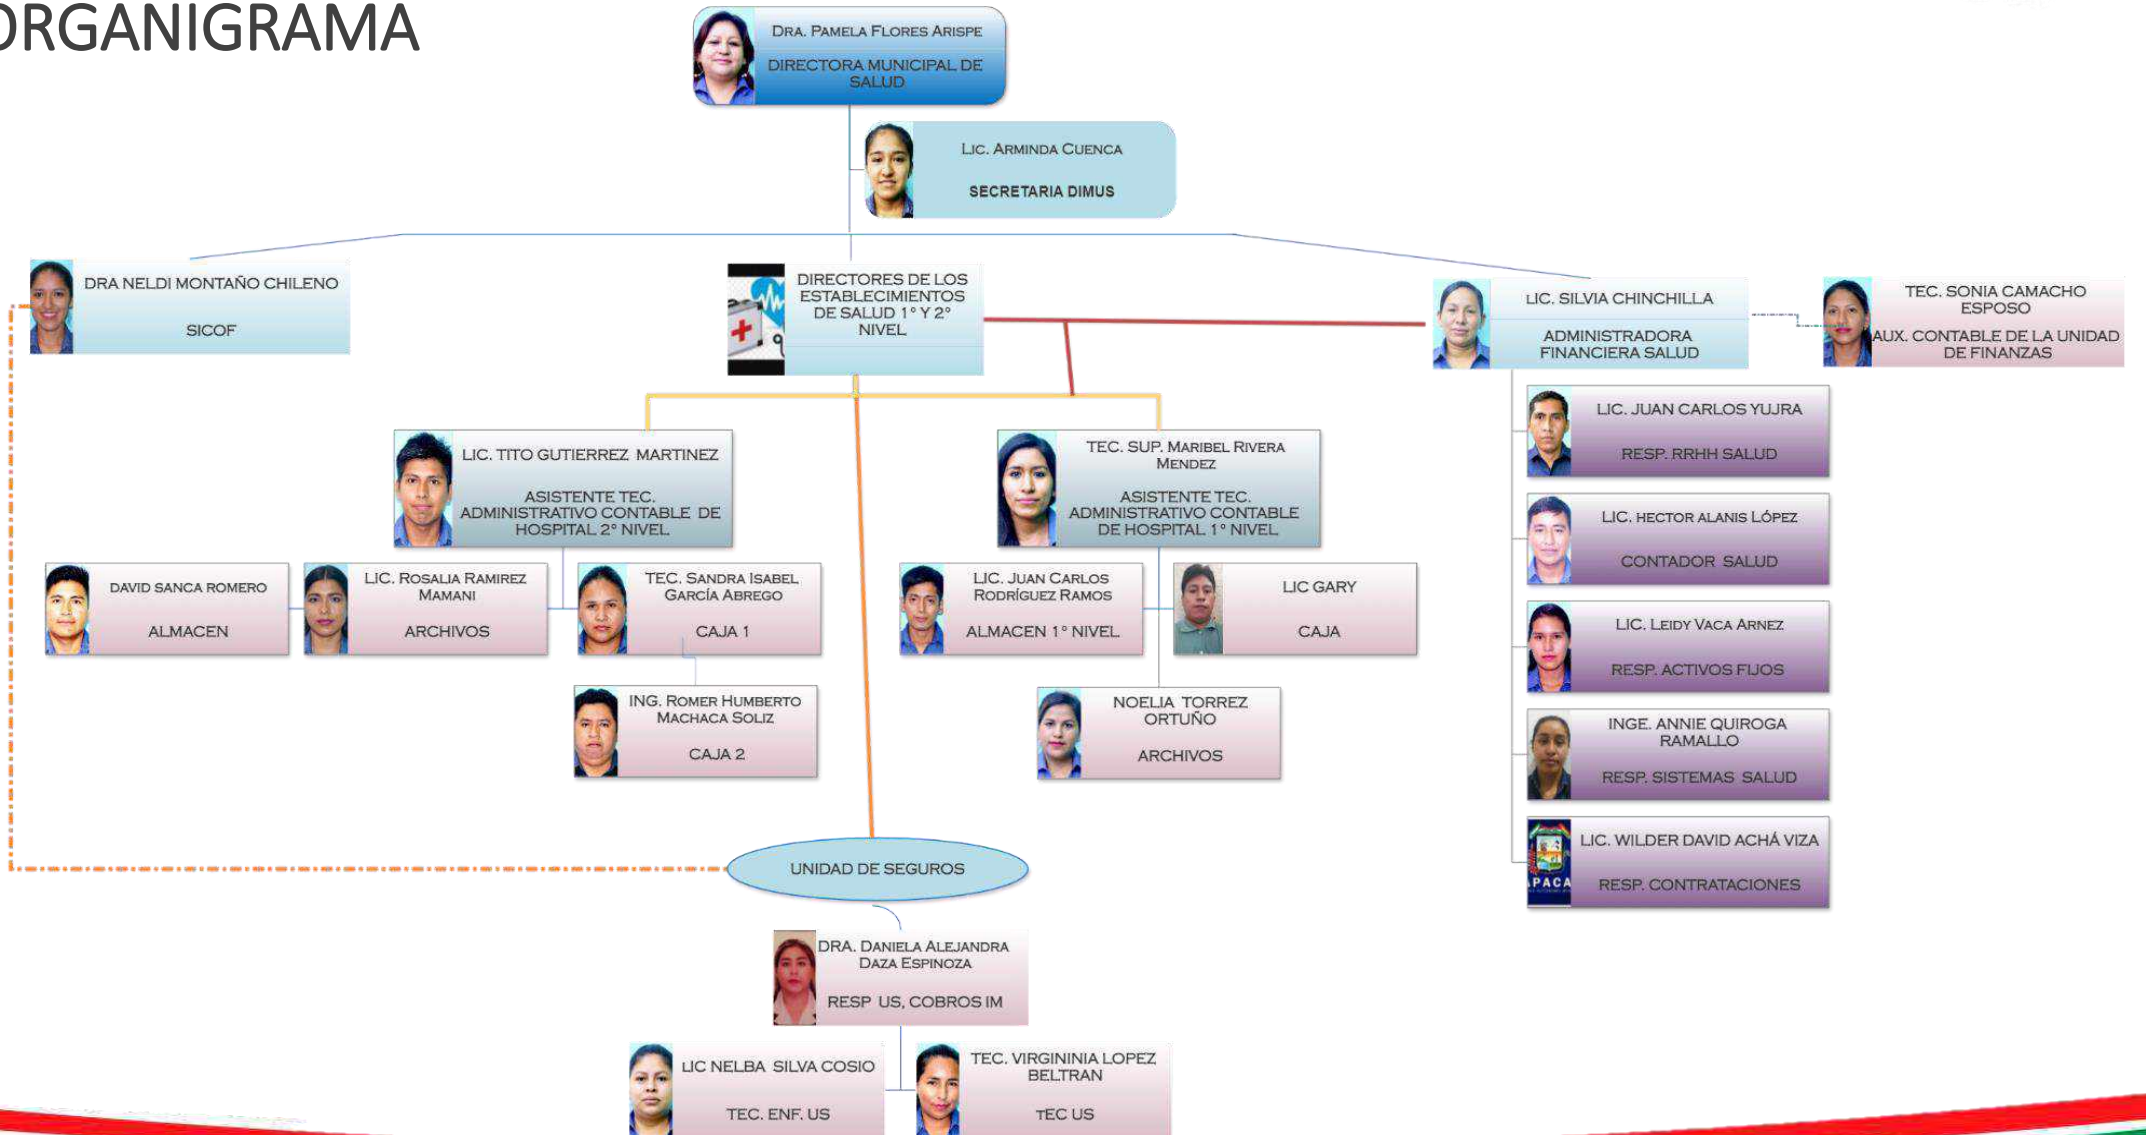 ORGANIGRAMA
DRA. PAMELA FLORES ARISPE
DIRECTORA MUNICIPAL DE
SALUD
LIC. ARMINDA CUENCA
SECRETARIA DIMUS
DRA NELDI MONTAÑO CHILENO
SICOF
DIRECTORES DE LOS
ESTABLECIMIENTOS
DE SALUD 1° Y 2°
NIVEL
LIC. SILVIA CHINCHILLA
ADMINISTRADORA
FINANCIERA SALUD
TEC. SONIA CAMACHO
ESPOSO
AUX. CONTABLE DE LA UNIDAD
DE FINANZAS
LIC. TITO GUTIERREZ MARTINEZ
ASISTENTE TEC.
ADMINISTRATIVO CONTABLE DE
HOSPITAL 2° NIVEL
TEC. SUP. MARIBEL RIVERA
MENDEZ
ASISTENTE TEC.
ADMINISTRATIVO CONTABLE
DE HOSPITAL 1° NIVEL
LIC. JUAN CARLOS YUJRA
RESP. RRHH SALUD
LIC. HECTOR ALANIS LÓPEZ
CONTADOR SALUD
LIC. LEIDY VACA ARNEZ
RESP. ACTIVOS FIJOS
INGE. ANNIE QUIROGA
RAMALLO
RESP. SISTEMAS SALUD
LIC. WILDER DAVID ACHÁ VIZA
RESP. CONTRATACIONES
APACA
DAVID SANCA ROMERO
ALMACEN
LIC. ROSALIA RAMIREZ
MAMANI
ARCHIVOS
TEC. SANDRA ISABEL
GARCÍA ABREGO
CAJA 1
LIC. JUAN CARLOS
RODRÍGUEZ RAMOS
ALMACEN 1° NIVEL
LIC GARY
CAJA
ING. ROMER HUMBERTO
MACHACA SOLIZ
CAJA 2
NOELIA TORREZ
ORTUÑO
ARCHIVOS
UNIDAD DE SEGUROS
DRA. DANIELA ALEJANDRA
DAZA ESPINOZA
RESP US, COBROS IM
LIC NELBA SILVA COSIO
TEC. ENF. US
TEC. VIRGININIA LOPEZ
BELTRAN
TEC US